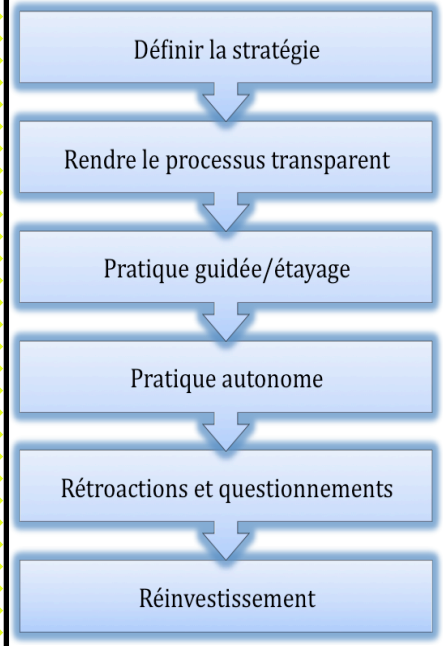 Définir la stratégie
Rendre le processus transparent
Pratique guidée/étayage
Pratique autonome
Rétroactions et questionnements
Réinvestissement